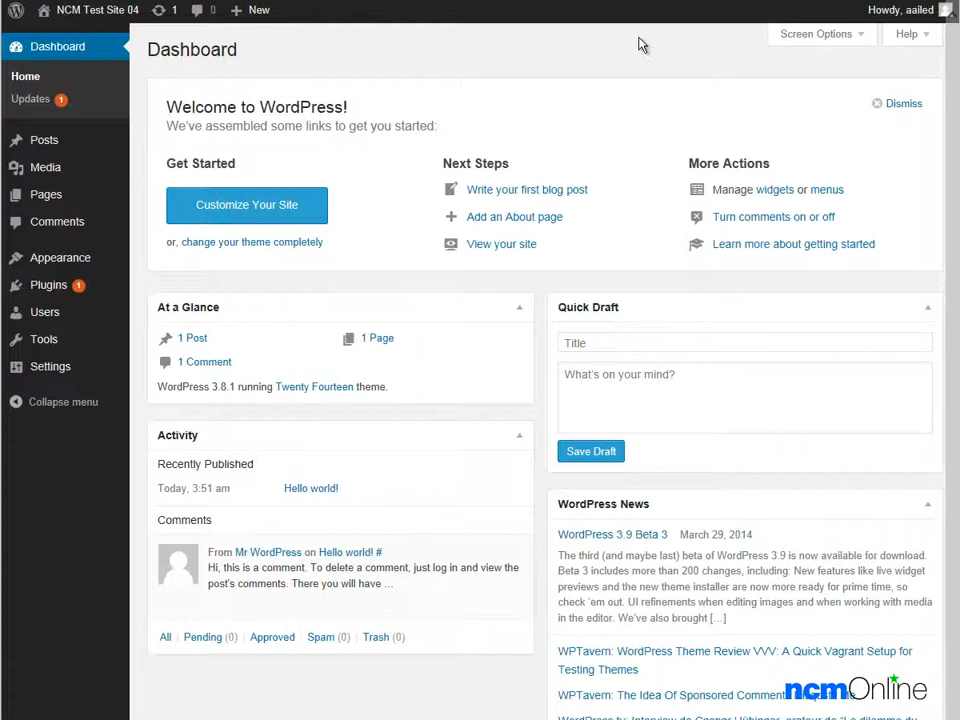 NCM Test Site 04
1
0
New
Howdy, aailed
Dashboard
Home
Updates 1
Posts
Media
Pages
Comments
Appearance
Plugins 1
Users
Tools
Settings
Collapse menu
Dashboard
Screen Options
Help
Welcome to WordPress!
We've assembled some links to get you started:
Dismiss
Get Started
Customize Your Site
or, change your theme completely
Next Steps
Write your first blog post
Add an About page
View your site
More Actions
Manage widgets or menus
Turn comments on or off
Learn more about getting started
At a Glance
1 Post
1 Page
1 Comment
WordPress 3.8.1 running Twenty Fourteen theme.
Activity
Recently Published
Today, 3:51 am
Hello world!
Comments
From Mr WordPress on Hello world! #
Hi, this is a comment. To delete a comment, just log in and view the
post's comments. There you will have ...
All | Pending (0) | Approved | Spam (0) | Trash (0)
Quick Draft
Title
What's on your mind?
Save Draft
WordPress News
WordPress 3.9 Beta 3 March 29, 2014
The third (and maybe last) beta of WordPress 3.9 is now available for download.
Beta 3 includes more than 200 changes, including: New features like live widget
previews and the new theme installer are now more ready for prime time, so
check 'em out. UI refinements when editing images and when working with media
in the editor. We've also brought [...]
WPTavern: WordPress Theme Review VVV: A Quick Vagrant Setup for
Testing Themes
WPTavern: The Idea Of Sponsored
ncmOnline